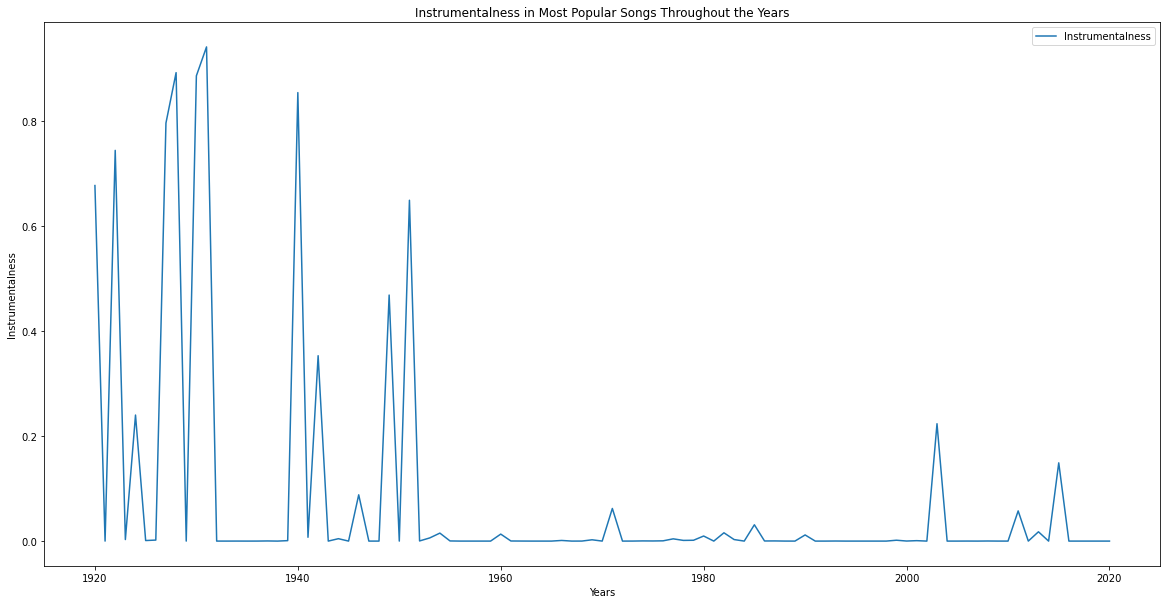 Instrumentalness in Most Popular Songs Throughout the Years
Instrumentalness
0.8
0.6
0.4
0.2
0.0
Instrumentalness
1920
1940
1960
1980
2000
2020
Years